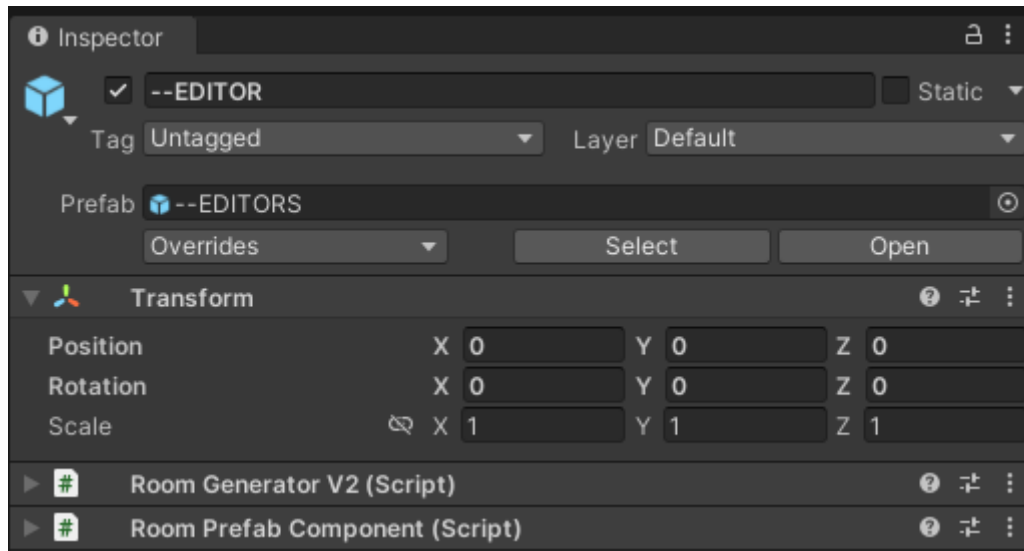 Inspector
--EDITOR Static
Tag Untagged Layer Default
Prefab --EDITORS
Overrides Select Open
Transform
Position X 0 Y 0 Z 0
Rotation X 0 Y 0 Z 0
Scale X 1 Y 1 Z 1
# Room Generator V2 (Script)
# Room Prefab Component (Script)